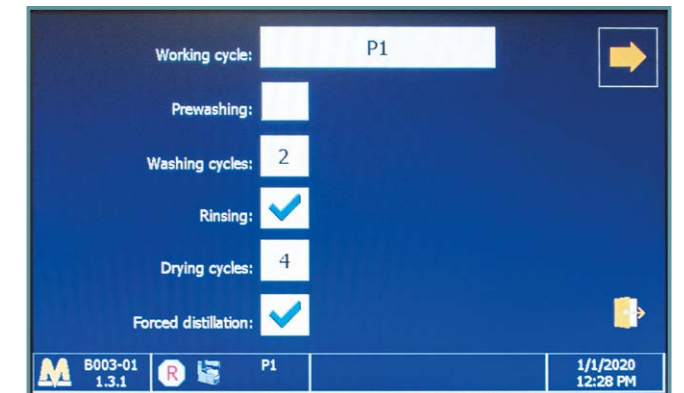 Working cycle: P1
Prewashing:
Washing cycles: 2
Rinsing:
Drying cycles: 4
Forced distillation:
M B003-01 R P1 1/1/2020
1.3.1 12:28 PM